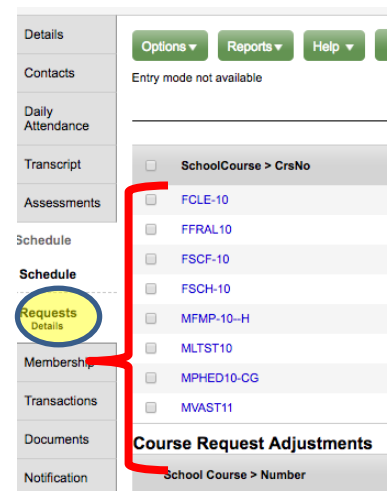 Details
Contacts
Daily
Attendance
Transcript
Assessments
Schedule
Schedule
Requests
Details
Membership
Transactions
Documents
Notification
Options ▾
Reports ▾
Help ▾
Entry mode not available
SchoolCourse > CrsNo
FCLE-10
FFRAL10
FSCF-10
FSCH-10
MFMP-10--H
MLTST10
MPHED10-CG
MVAST11
Course Request Adjustments
School Course > Number